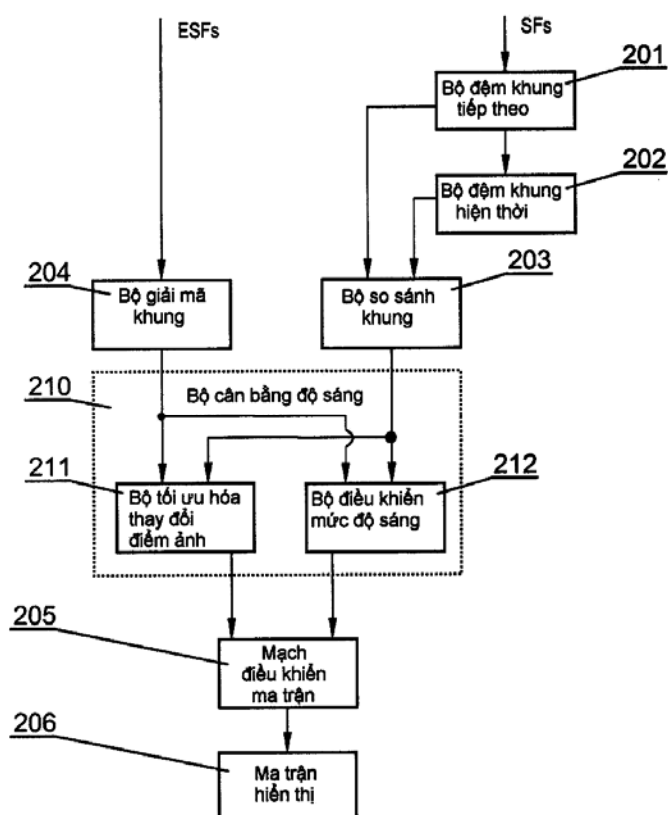 ESFs
SFs
201
Bộ đệm khung
tiếp theo
202
Bộ đệm khung
hiện thời
204
Bộ giải mã
khung
203
Bộ so sánh
khung
210
Bộ cân bằng độ sáng
211
Bộ tối ưu hóa
thay đổi
điểm ảnh
212
Bộ điều khiển
mức độ sáng
205
Mạch
điều khiển
ma trận
206
Ma trận
hiển thị